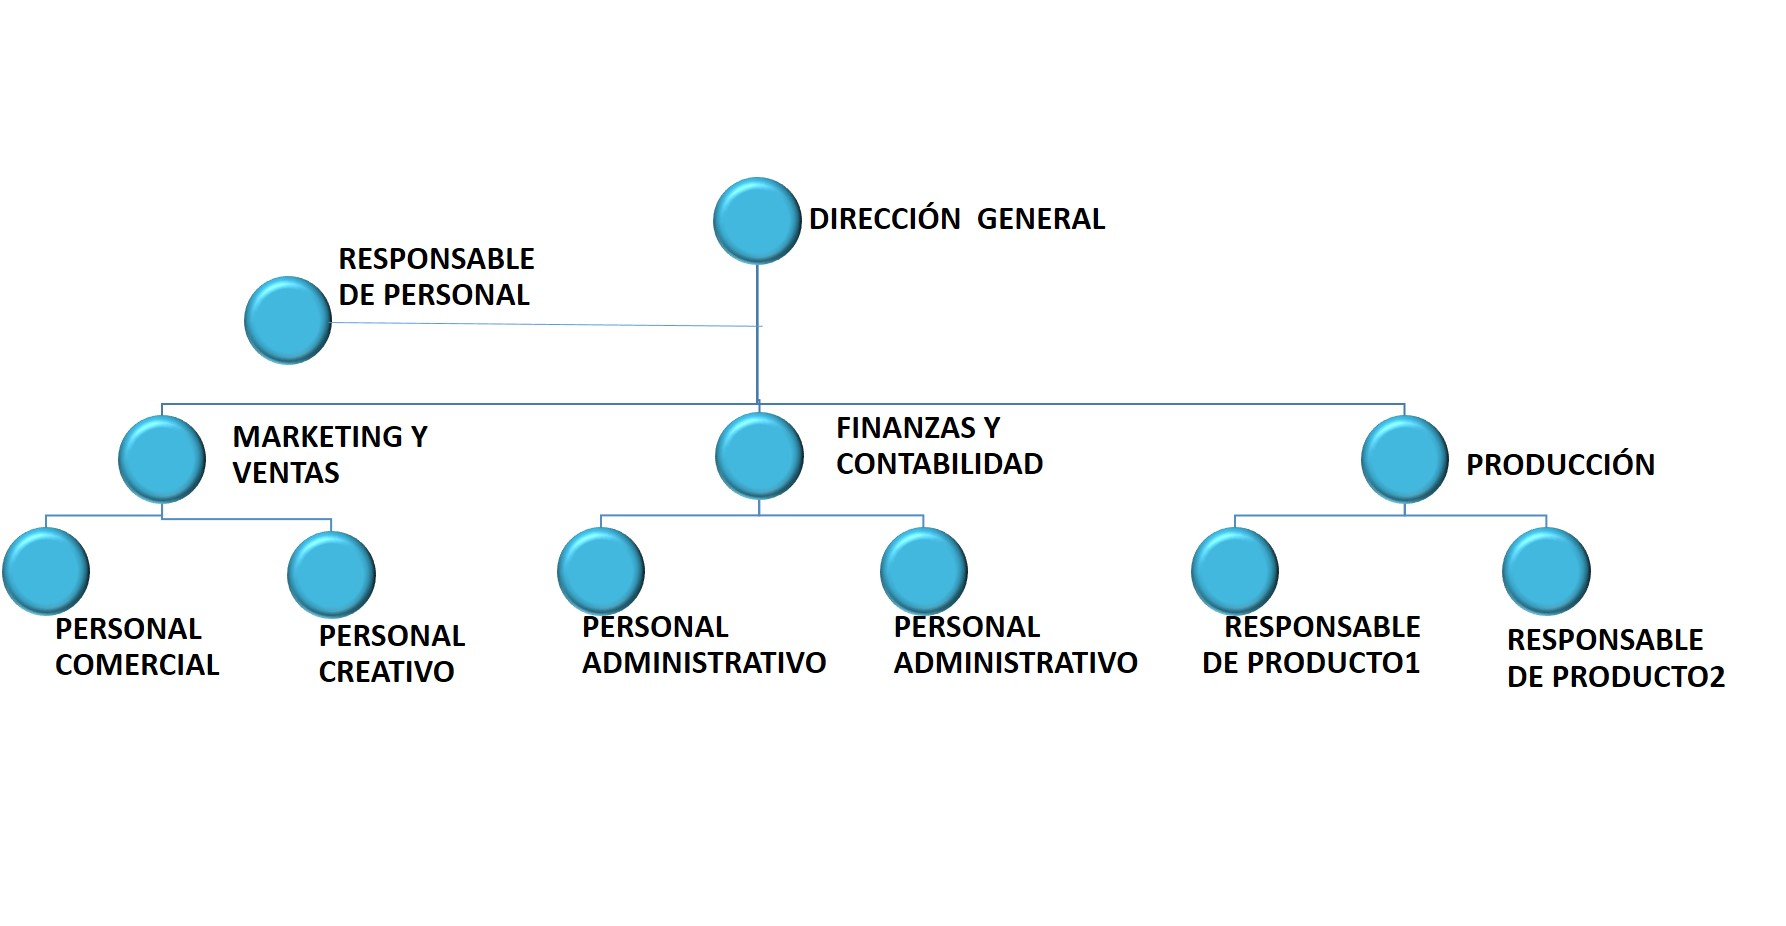 DIRECCIÓN  GENERAL
RESPONSABLE
DE PERSONAL
MARKETING Y
VENTAS
FINANZAS Y
CONTABILIDAD
PRODUCCIÓN
PERSONAL
COMERCIAL
PERSONAL
CREATIVO
PERSONAL
ADMINISTRATIVO
PERSONAL
ADMINISTRATIVO
RESPONSABLE
DE PRODUCTO1
RESPONSABLE
DE PRODUCTO2